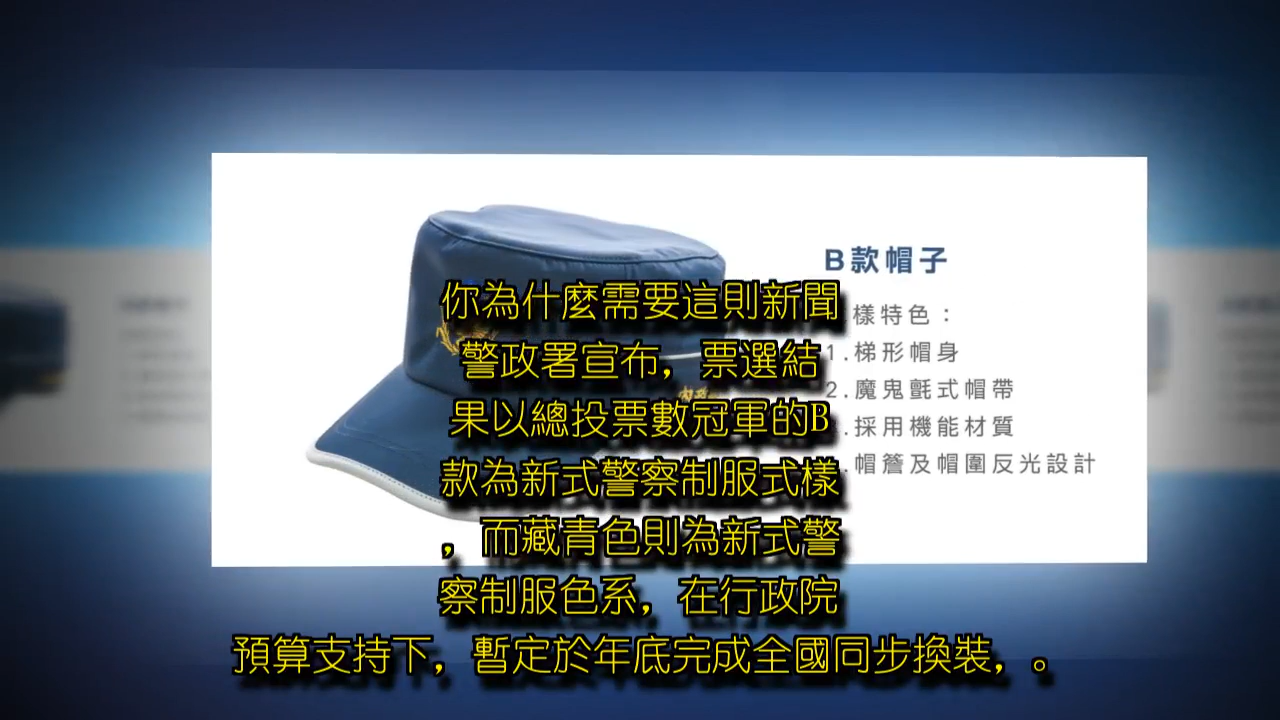 B款帽子
樣特色：
1.梯形帽身
2.魔鬼氈式帽帶
.採用機能材質
.帽簷及帽圍反光設計
你為什麼需要這則新聞
警政署宣布，票選結
果以總投票數冠軍的B
款為新式警察制服式樣
，而藏青色則為新式警
察制服色系，在行政院
預算支持下，暫定於年底完成全國同步換裝，。